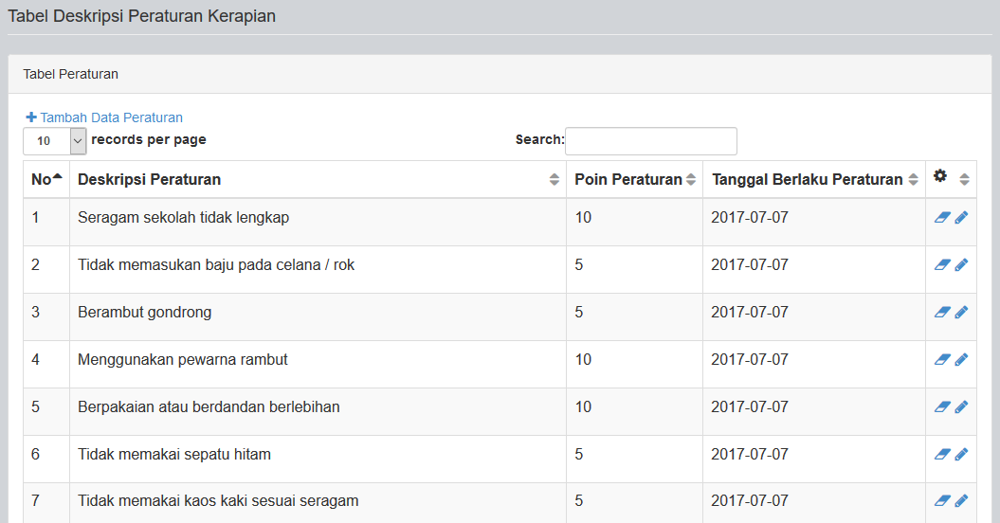 Tabel Deskripsi Peraturan Kerapian
Tabel Peraturan
Tambah Data Peraturan
10 records per page Search:
No Deskripsi Peraturan Poin Peraturan Tanggal Berlaku Peraturan
1 Seragam sekolah tidak lengkap 10 2017-07-07
2 Tidak memasukan baju pada celana / rok 5 2017-07-07
3 Berambut gondrong 5 2017-07-07
4 Menggunakan pewarna rambut 10 2017-07-07
5 Berpakaian atau berdandan berlebihan 10 2017-07-07
6 Tidak memakai sepatu hitam 5 2017-07-07
7 Tidak memakai kaos kaki sesuai seragam 5 2017-07-07